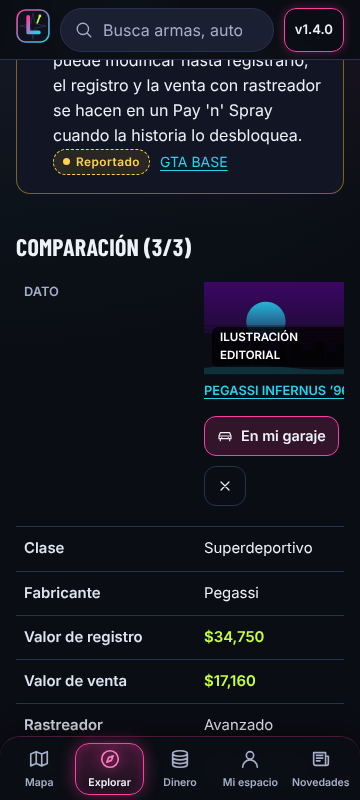 Busca armas, auto
v1.4.0
puede modificar hasta registrarlo,
el registro y la venta con rastreador
se hacen en un Pay 'n' Spray
cuando la historia lo desbloquea.
Reportado GTA BASE
COMPARACIÓN (3/3)
DATO
ILUSTRACIÓN
EDITORIAL
PEGASSI INFERNUS '96
En mi garaje
Clase Superdeportivo
Fabricante Pegassi
Valor de registro $34,750
Valor de venta $17,160
Rastreador Avanzado
Mapa Explorar Dinero Mi espacio Novedades